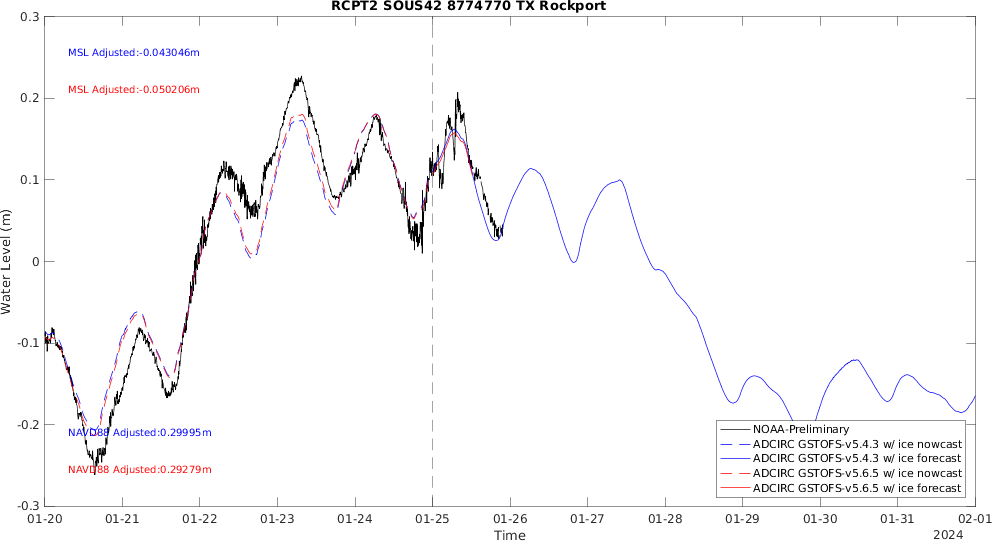 RCPT2 SOUS42 8774770 TX Rockport
0.3
0.2
0.1
0
-0.1
-0.2
-0.3
Water Level (m)
MSL Adjusted:-0.043046m
MSL Adjusted:-0.050206m
NAVD88 Adjusted:0.29995m
NAVD88 Adjusted:0.29279m
NOAA-Preliminary
ADCIRC GSTOFS-v5.4.3 w/ ice nowcast
ADCIRC GSTOFS-v5.4.3 w/ ice forecast
ADCIRC GSTOFS-v5.6.5 w/ ice nowcast
ADCIRC GSTOFS-v5.6.5 w/ ice forecast
01-20 01-21 01-22 01-23 01-24 01-25 01-26 01-27 01-28 01-29 01-30 01-31 02-01
Time
2024